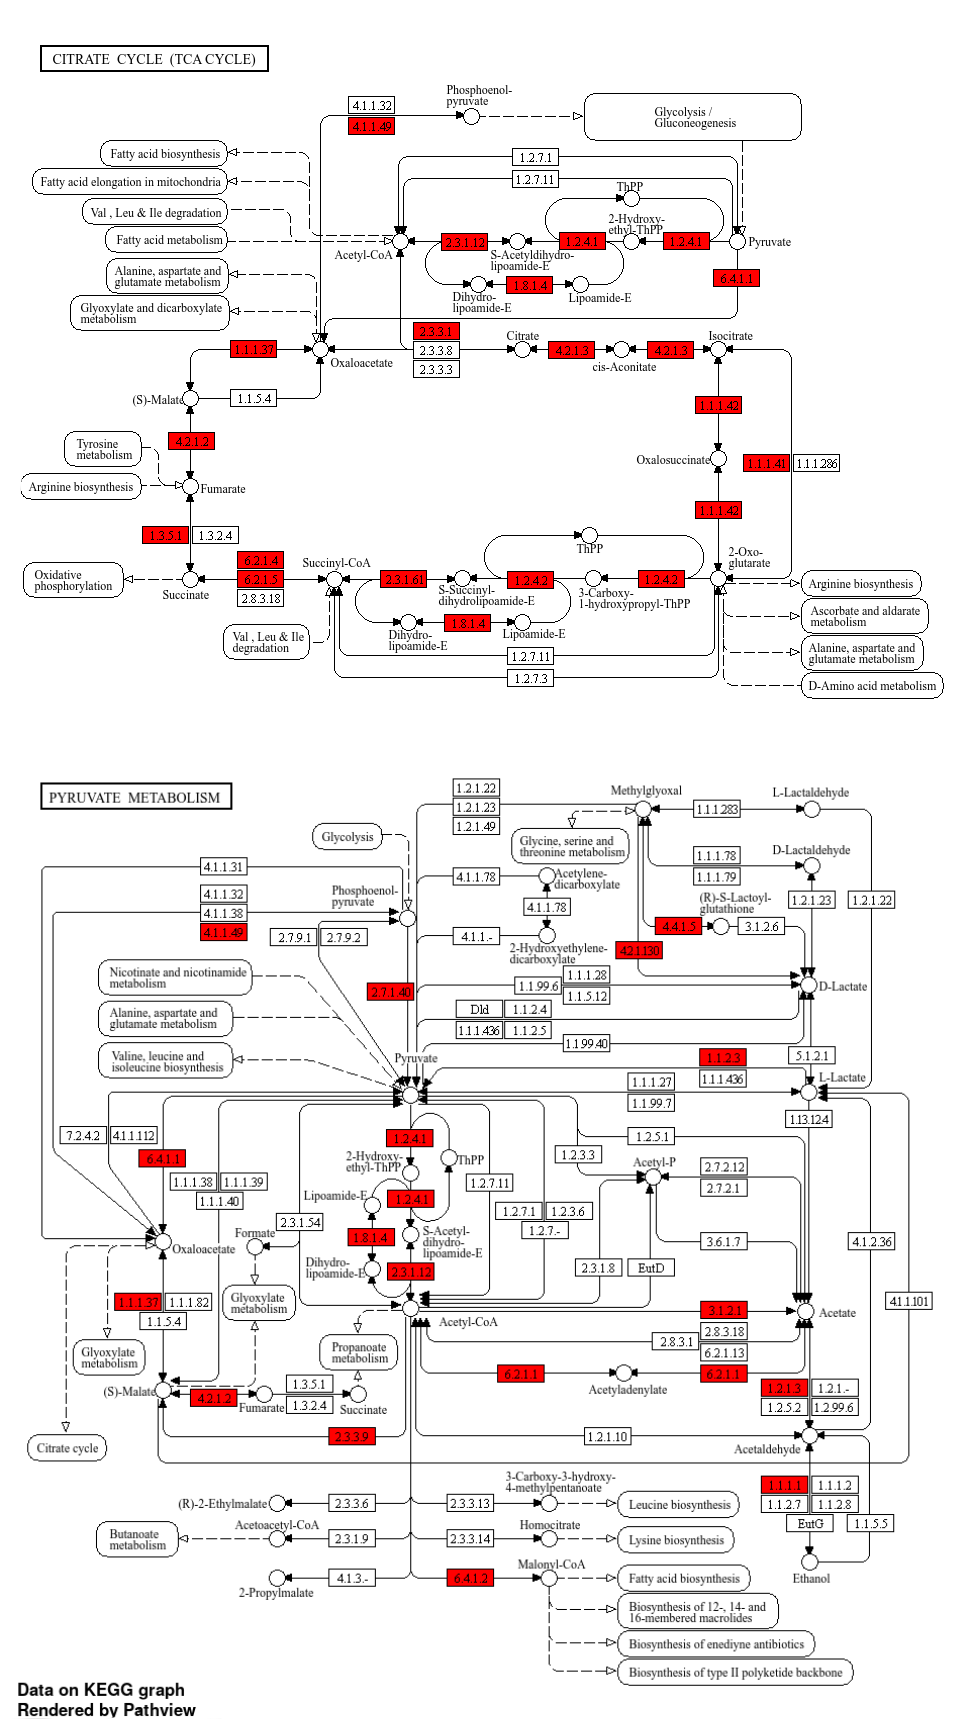 CITRATE CYCLE (TCA CYCLE)
Phosphoenol-
pyruvate
4.1.1.32
4.1.1.49
Glycolysis /
Gluconeogenesis
Fatty acid biosynthesis
Fatty acid elongation in mitochondria
Val , Leu & Ile degradation
Fatty acid metabolism
Alanine, aspartate and
glutamate metabolism
Glyoxylate and dicarboxylate
metabolism
1.2.7.1
1.2.7.11
ThPP
2-Hydroxy-
ethyl-ThPP
Acetyl-CoA
2.3.1.12
S-Acetyldihydro-
lipoamide-E
1.2.4.1
1.2.4.1
Pyruvate
Dihydro-
lipoamide-E
1.8.1.4
Lipoamide-E
6.4.1.1
1.1.1.37
Oxaloacetate
2.3.3.1
2.3.3.8
2.3.3.3
Citrate
4.2.1.3
cis-Aconitate
4.2.1.3
Isocitrate
(S)-Malate
1.1.5.4
1.1.1.42
4.2.1.2
Tyrosine
metabolism
Oxalosuccinate
1.1.1.41
1.1.1.286
Arginine biosynthesis
Fumarate
1.1.1.42
1.3.5.1
1.3.2.4
ThPP
2-Oxo-
glutarate
6.2.1.4
6.2.1.5
2.8.3.18
Oxidative
phosphorylation
Succinate
Succinyl-CoA
2.3.1.61
S-Succinyl-
dihydrolipoamide-E
1.2.4.2
3-Carboxy-
1-hydroxypropyl-ThPP
1.2.4.2
Arginine biosynthesis
Ascorbate and aldarate
metabolism
Alanine, aspartate and
glutamate metabolism
D-Amino acid metabolism
Val , Leu & Ile
degradation
Dihydro-
lipoamide-E
1.8.1.4
Lipoamide-E
1.2.7.11
1.2.7.3
PYRUVATE METABOLISM
1.2.1.22
1.2.1.23
1.2.1.49
Methylglyoxal
1.1.1.283
L-Lactaldehyde
Glycolysis
Glycine, serine and
threonine metabolism
1.1.1.78
1.1.1.79
D-Lactaldehyde
4.1.1.31
4.1.1.32
4.1.1.38
4.1.1.49
Phosphoenol-
pyruvate
4.1.1.78
Acetylene-
dicarboxylate
4.1.1.78
(R)-S-Lactoyl-
glutathione
1.2.1.23
1.2.1.22
2.7.9.1
2.7.9.2
4.1.1.-
2-Hydroxyethylene-
dicarboxylate
4.4.1.5
3.1.2.6
4.2.1.130
Nicotinate and nicotinamide
metabolism
2.7.1.40
1.1.99.6
1.1.1.28
1.1.5.12
D-Lactate
Alanine, aspartate and
glutamate metabolism
Dld
1.1.2.4
1.1.1.436
1.1.2.5
1.1.99.40
Valine, leucine and
isoleucine biosynthesis
Pyruvate
1.1.2.3
1.1.1.436
5.1.2.1
L-Lactate
1.1.1.27
1.1.99.7
1.13.12.4
7.2.4.2
4.1.1.112
6.4.1.1
1.2.4.1
2-Hydroxy-
ethyl-ThPP
ThPP
1.2.5.1
1.2.3.3
Acetyl-P
2.7.2.12
2.7.2.1
1.1.1.38
1.1.1.39
1.1.1.40
Lipoamide-E
1.2.4.1
1.2.7.11
2.3.1.54
1.2.7.1
1.2.3.6
1.2.7.-
Oxaloacetate
Formate
1.8.1.4
S-Acetyl-
dihydro-
lipoamide-E
3.6.1.7
4.1.2.36
Dihydro-
lipoamide-E
2.3.1.12
2.3.1.8
EutD
1.1.1.37
1.1.1.82
1.1.5.4
Glyoxylate
metabolism
Acetyl-CoA
3.1.2.1
Acetate
4.1.1.101
Glyoxylate
metabolism
Propanoate
metabolism
2.8.3.1
2.8.3.18
6.2.1.13
6.2.1.1
Acetyladenylate
6.2.1.1
(S)-Malate
4.2.1.2
Fumarate
1.3.5.1
1.3.2.4
Succinate
1.2.1.3
1.2.1.-
1.2.5.2
1.2.99.6
2.3.3.9
1.2.1.10
Acetaldehyde
Citrate cycle
(R)-2-Ethylmalate
2.3.3.6
2.3.3.13
3-Carboxy-3-hydroxy-
4-methylpentanoate
Leucine biosynthesis
1.1.1.1
1.1.1.2
1.1.2.7
1.1.2.8
EutG
1.1.5.5
Butanoate
metabolism
Acetoacetyl-CoA
2.3.1.9
2.3.3.14
Homocitrate
Lysine biosynthesis
Ethanol
2-Propylmalate
4.1.3.-
6.4.1.2
Malonyl-CoA
Fatty acid biosynthesis
Biosynthesis of 12-, 14- and
16-membered macrolides
Biosynthesis of enediyne antibiotics
Biosynthesis of type II polyketide backbone
Data on KEGG graph
Rendered by Pathview